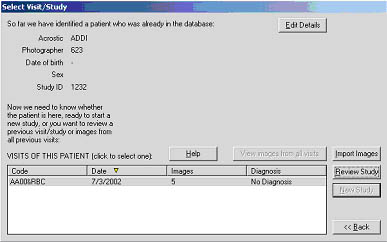 Select Visit/Study
So far we have identified a patient who was already in the database:
Edit Details
Acrostic ADDI
Photographer 623
Date of birth -
Sex
Study ID 1232
Now we need to know whether
the patient is here, ready to start a
new study, or you want to review a
previous visit/study or images from
all previous visits:
VISITS OF THIS PATIENT (click to select one):
Help
View images from all visits
Import Images
Code Date Images Diagnosis
AA00&RBC 7/3/2002 5 No Diagnosis
Review Study
New Study
<< Back